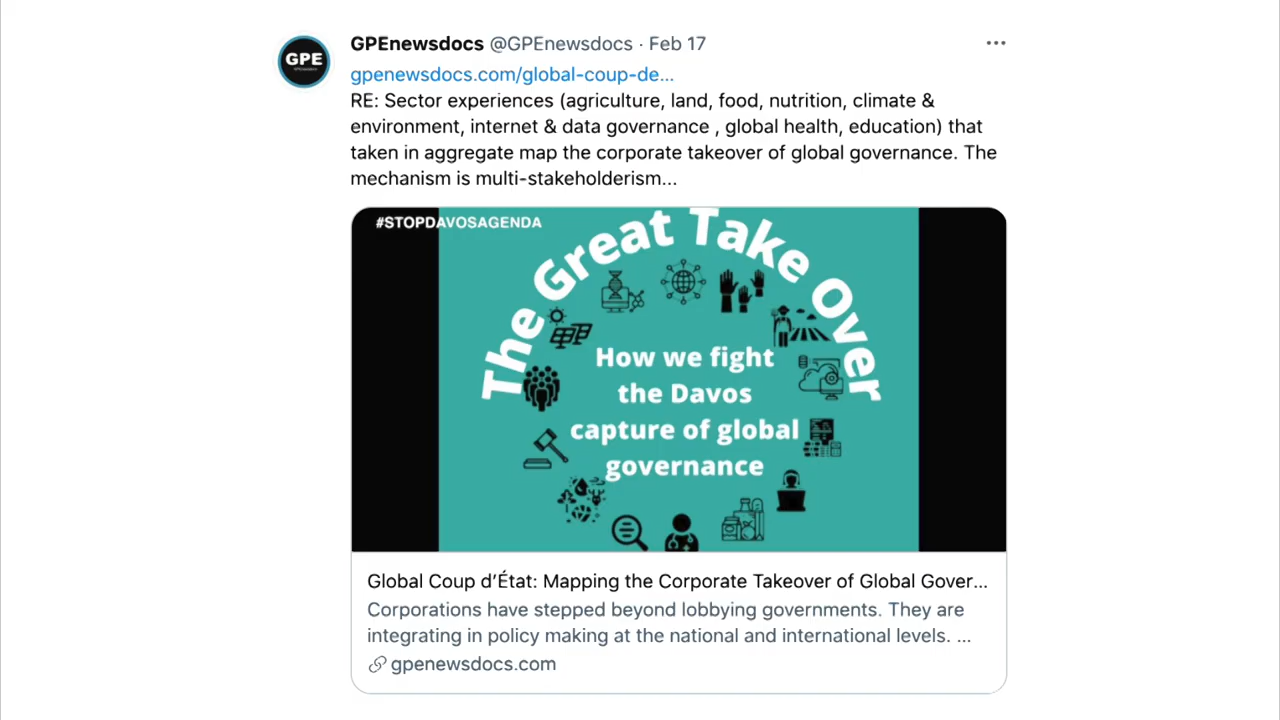 GPE
GPEnewsdocs @GPEnewsdocs · Feb 17
gpenewsdocs.com/global-coup-de...
RE: Sector experiences (agriculture, land, food, nutrition, climate &
environment, internet & data governance , global health, education) that
taken in aggregate map the corporate takeover of global governance. The
mechanism is multi-stakeholderism...
#STOPDAVOSAGENDA
The Great Take Over
How we fight
the Davos
capture of global
governance
Global Coup d’État: Mapping the Corporate Takeover of Global Gover...
Corporations have stepped beyond lobbying governments. They are
integrating in policy making at the national and international levels. ...
gpenewsdocs.com